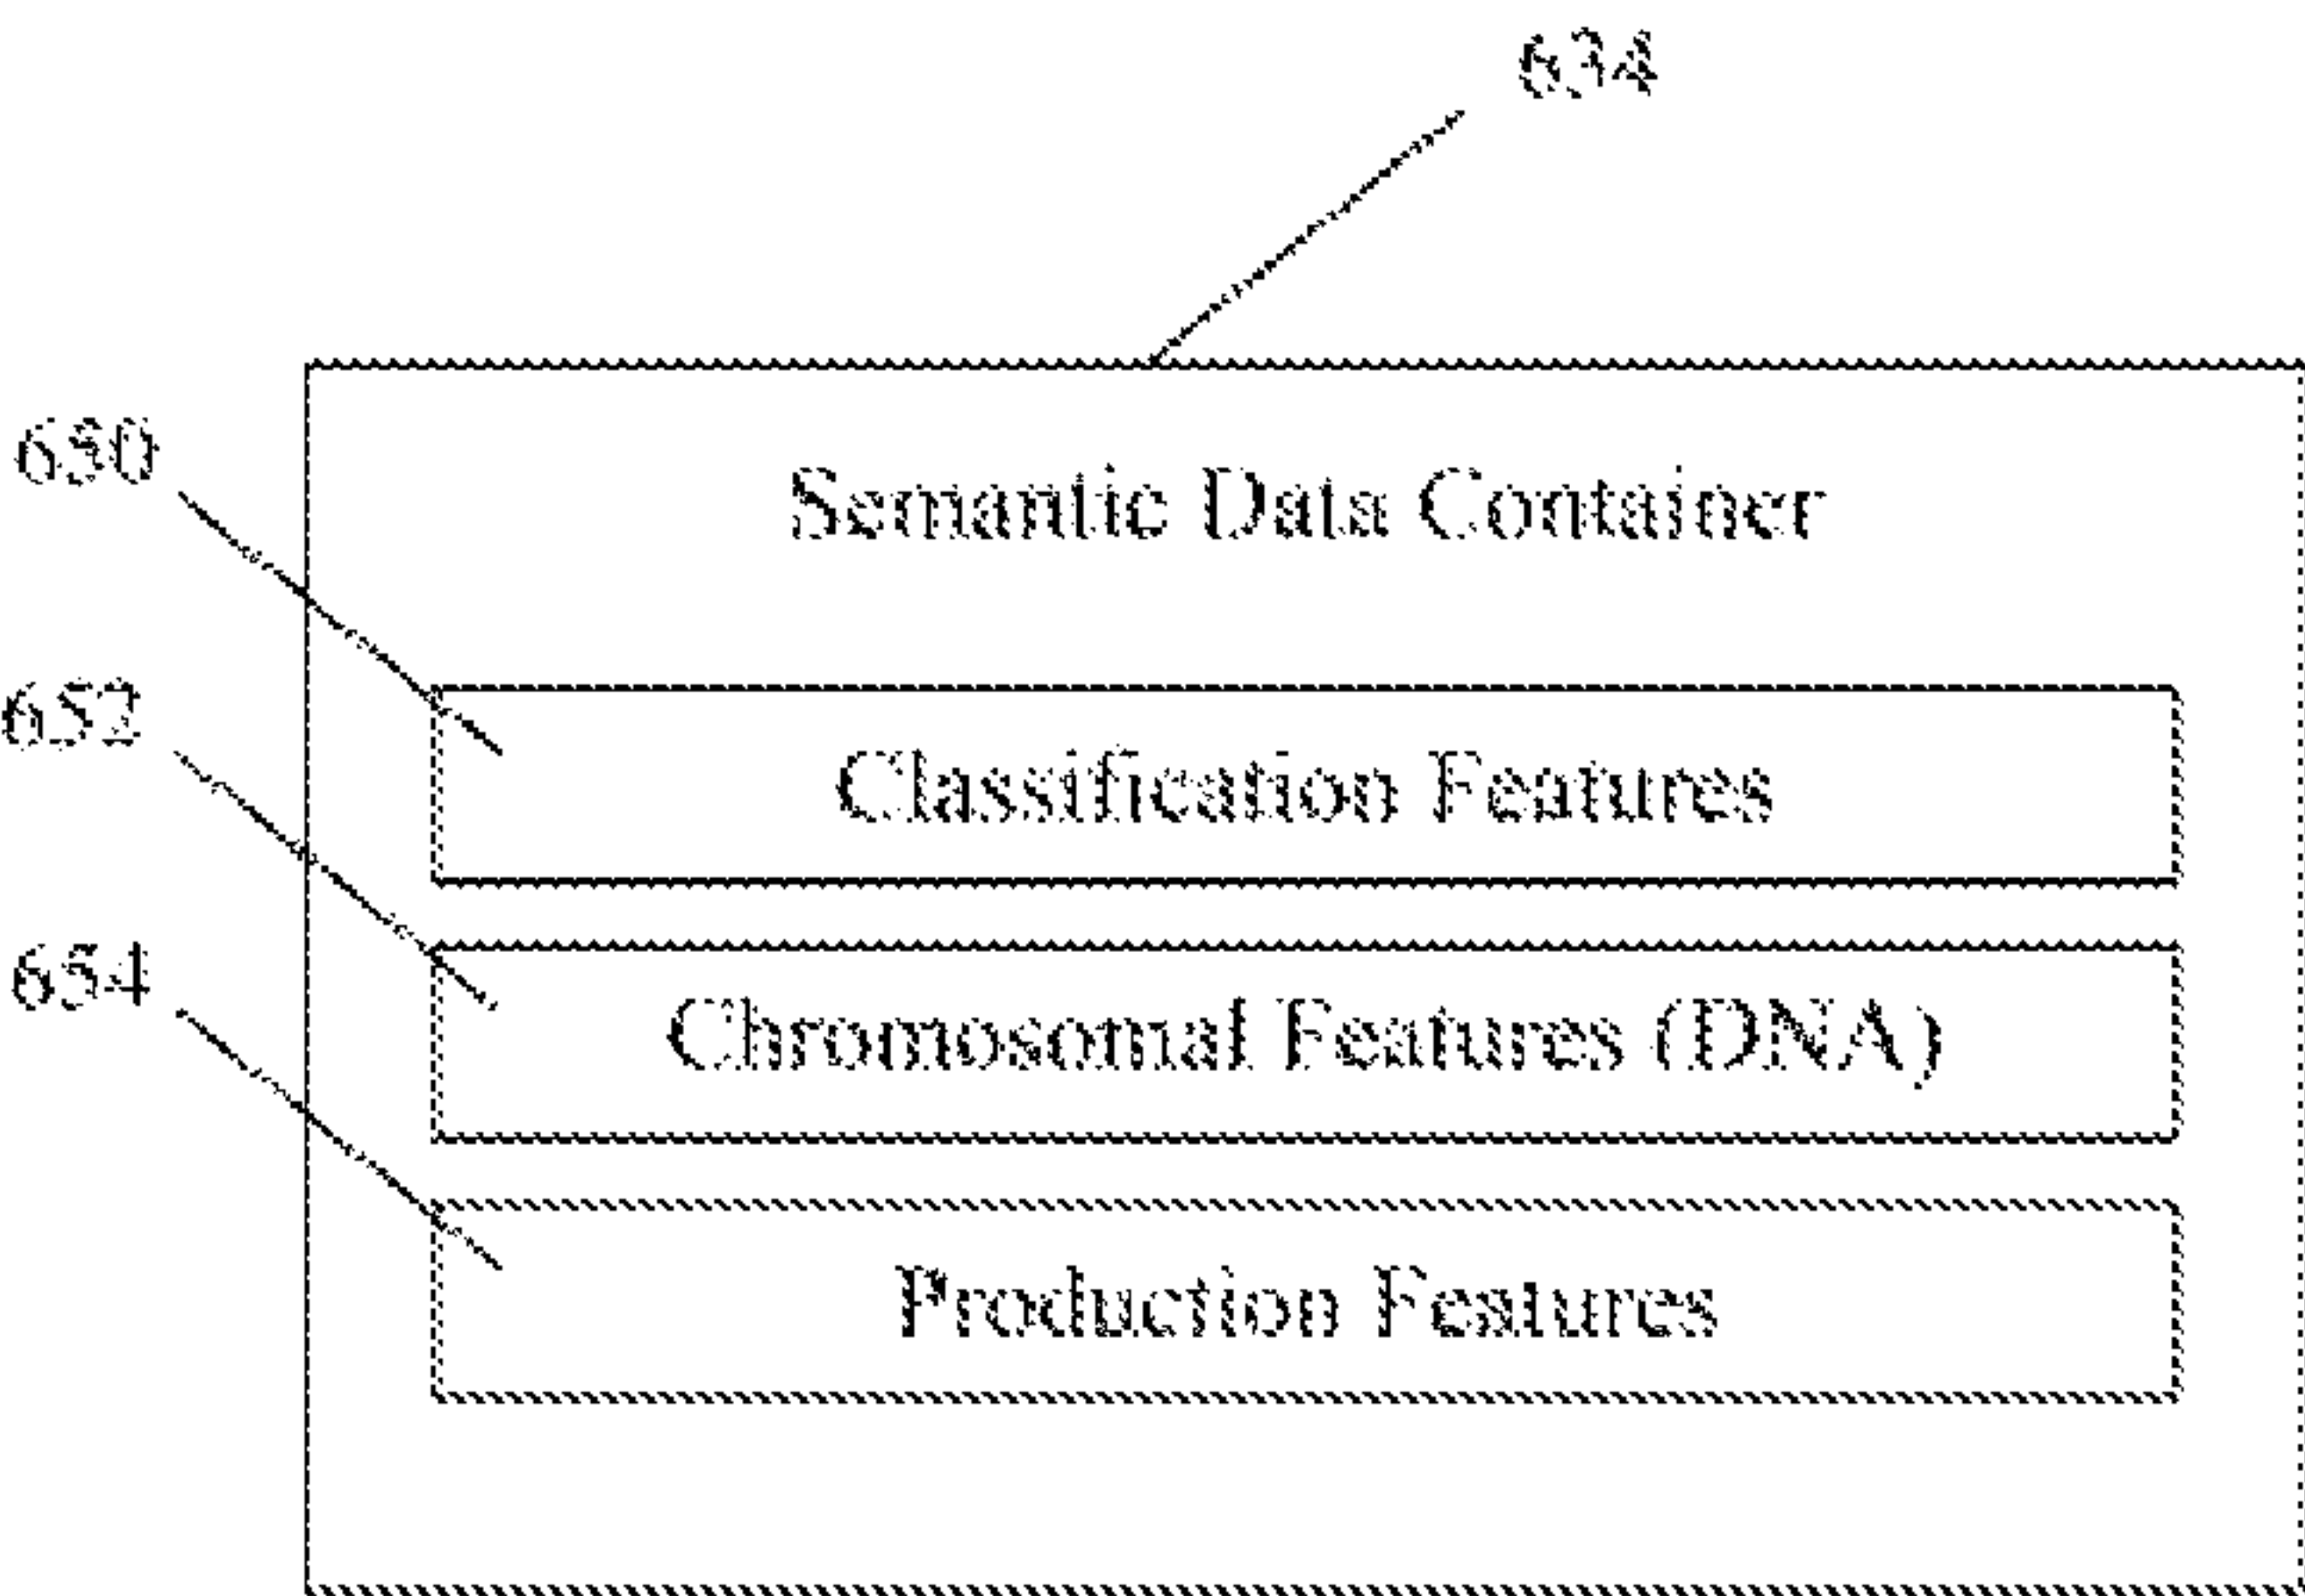 634
650
Semantic Data Container
652
Classification Features
654
Chromosomal Features (DNA)
Production Features